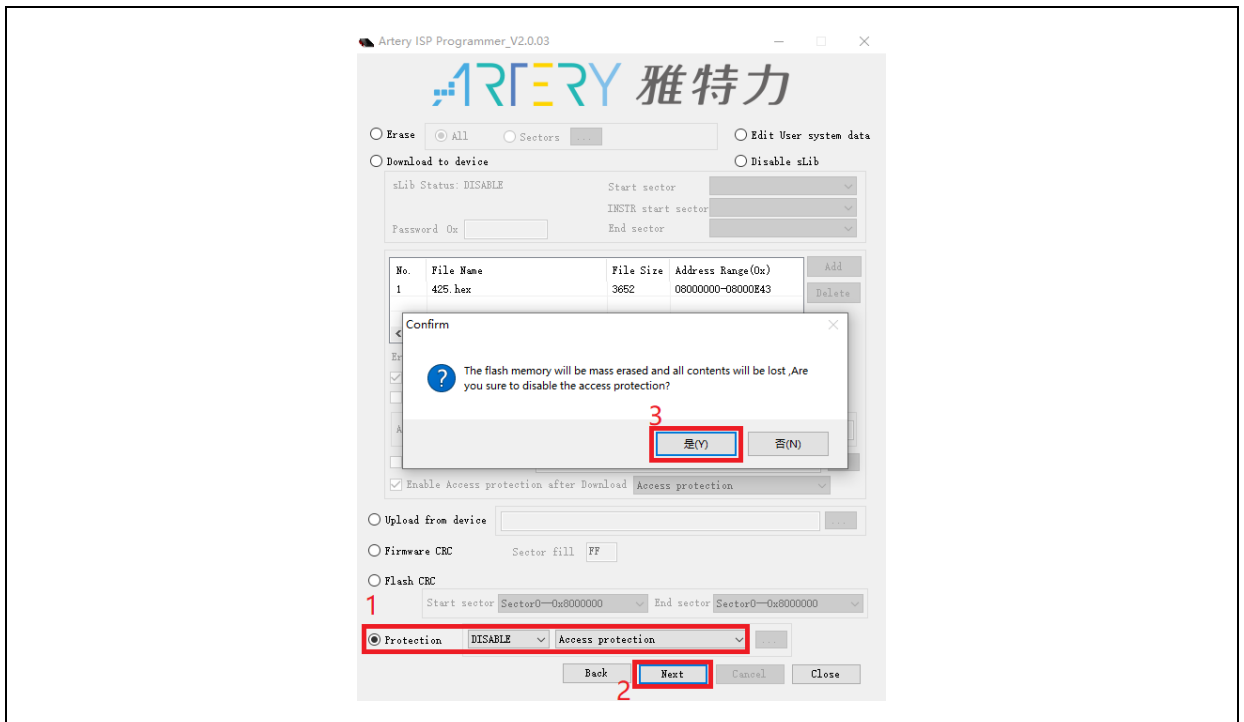 Artery ISP Programmer_V2.0.03
ARTERY 雅特力
Erase All Sectors ... Edit User system data
Download to device Disable sLib
sLib Status: DISABLE Start sector
INSTR start sector
Password 0x End sector
No. File Name File Size Address Range(0x) Add
1 425.hex 3652 08000000-08000E43 Delete
Confirm
<
Er
The flash memory will be mass erased and all contents will be lost ,Are
you sure to disable the access protection?
3
A
是(Y) 否(N)
Enable Access protection after Download Access protection
Upload from device ...
Firmware CRC Sector fill FF
Flash CRC
1
Start sector Sector0—0x8000000 End sector Sector0—0x8000000
Protection DISABLE Access protection ...
Back Next Cancel Close
2